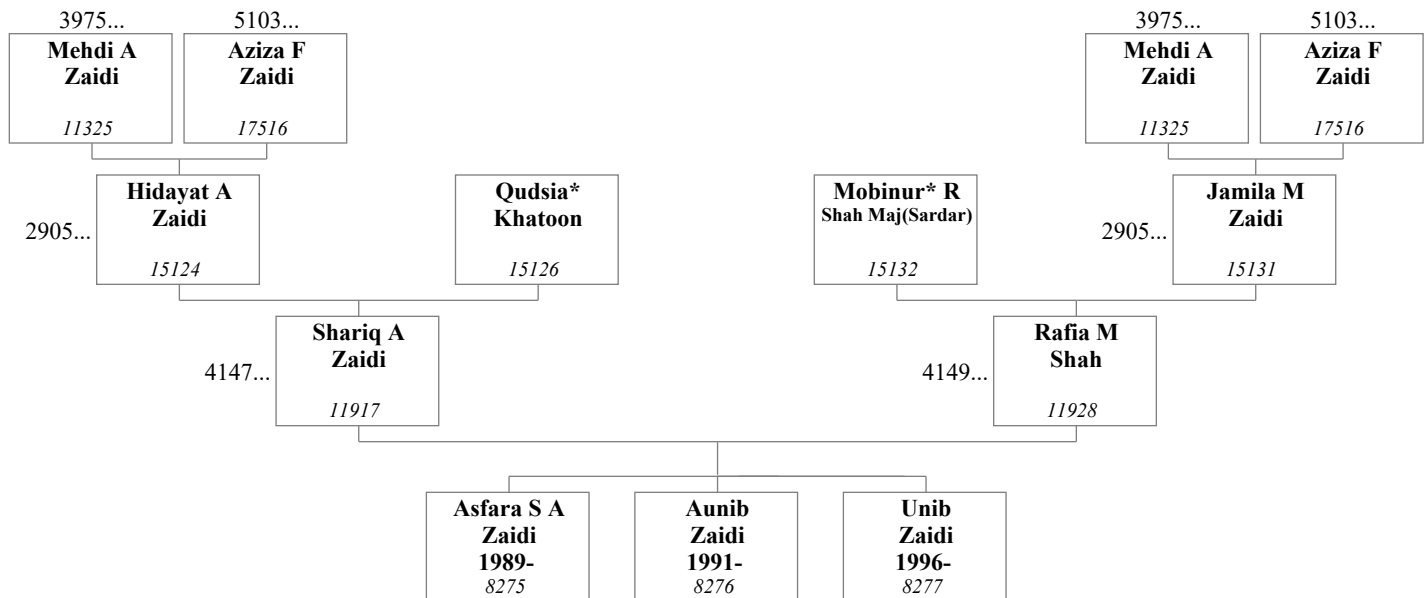 3975...
5103...
3975...
5103...
Mehdi A
Zaidi
11325
Aziza F
Zaidi
17516
Mehdi A
Zaidi
11325
Aziza F
Zaidi
17516
2905...
Hidayat A
Zaidi
15124
Qudsia*
Khatoon
15126
Mobinur* R
Shah Maj(Sardar)
15132
2905...
Jamila M
Zaidi
15131
4147...
Shariq A
Zaidi
11917
4149...
Rafia M
Shah
11928
Asfara S A
Zaidi
1989-
8275
Aunib
Zaidi
1991-
8276
Unib
Zaidi
1996-
8277